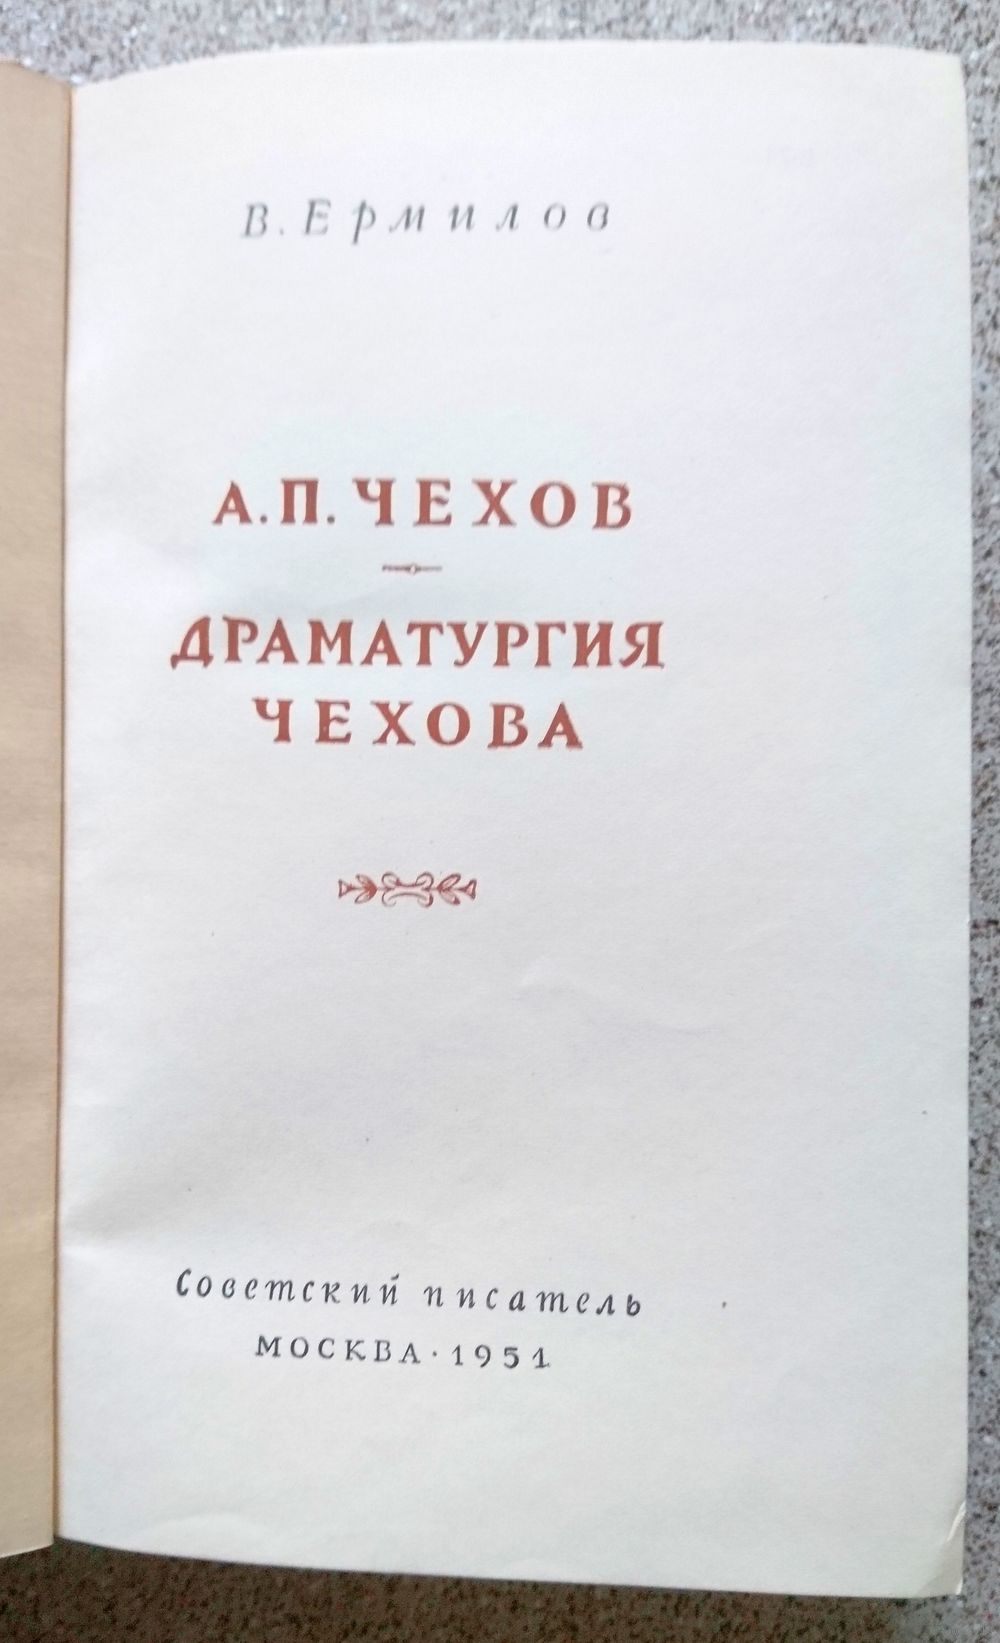 В. Ермилов
А.П. ЧЕХОВ
ДРАМАТУРГИЯ
ЧЕХОВА
Советский писатель
МОСКВА · 1951